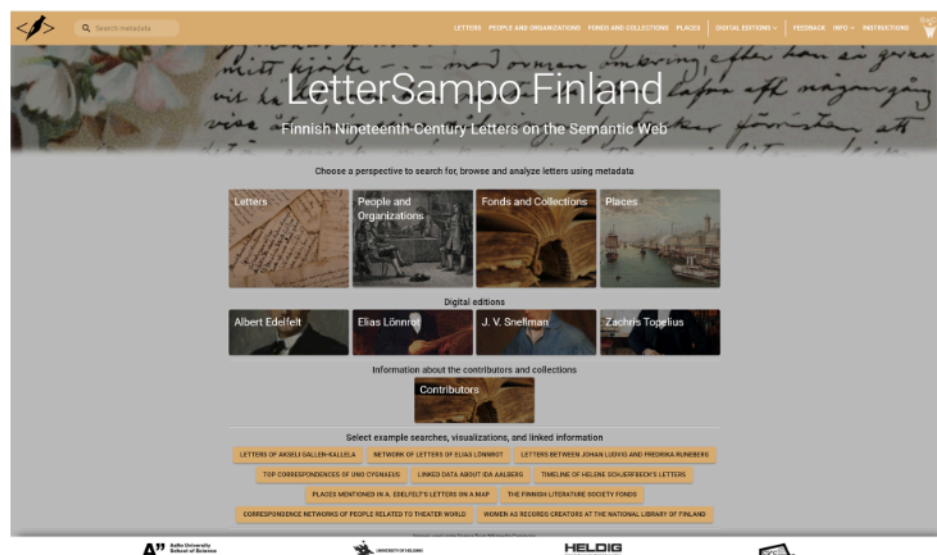 Search metadata
LETTERS PEOPLE AND ORGANIZATIONS FONDS AND COLLECTIONS PLACES DIGITAL EDITIONS FEEDBACK INFO INSTRUCTIONS
LetterSampo Finland
Finnish Nineteenth-Century Letters on the Semantic Web
Choose a perspective to search for, browse and analyze letters using metadata
Letters
People and
Organizations
Fonds and Collections
Places
Digital editions
Albert Edelfelt
Elias Lönnrot
J. V. Snellman
Zachris Topelius
Information about the contributors and collections
Contributors
Select example searches, visualizations, and linked information
LETTERS OF AKSELI GALLEN-KALLELA
NETWORK OF LETTERS OF ELIAS LÖNNROT
LETTERS BETWEEN JOHAN LUDVIG AND FREDRIKA RUNEBERG
TOP CORRESPONDENCES OF UNO CYGNAEUS
LINKED DATA ABOUT IDA AALBERG
TIMELINE OF HELENE SCHJERFBECK'S LETTERS
PLACES MENTIONED IN A. EDELFELT'S LETTERS ON A MAP
THE FINNISH LITERATURE SOCIETY FONDS
CORRESPONDENCE NETWORKS OF PEOPLE RELATED TO THEATER WORLD
WOMEN AS RECORDS CREATORS AT THE NATIONAL LIBRARY OF FINLAND
A”
Aalto University
School of Science
UNIVERSITY OF HELSINKI
HELDIG